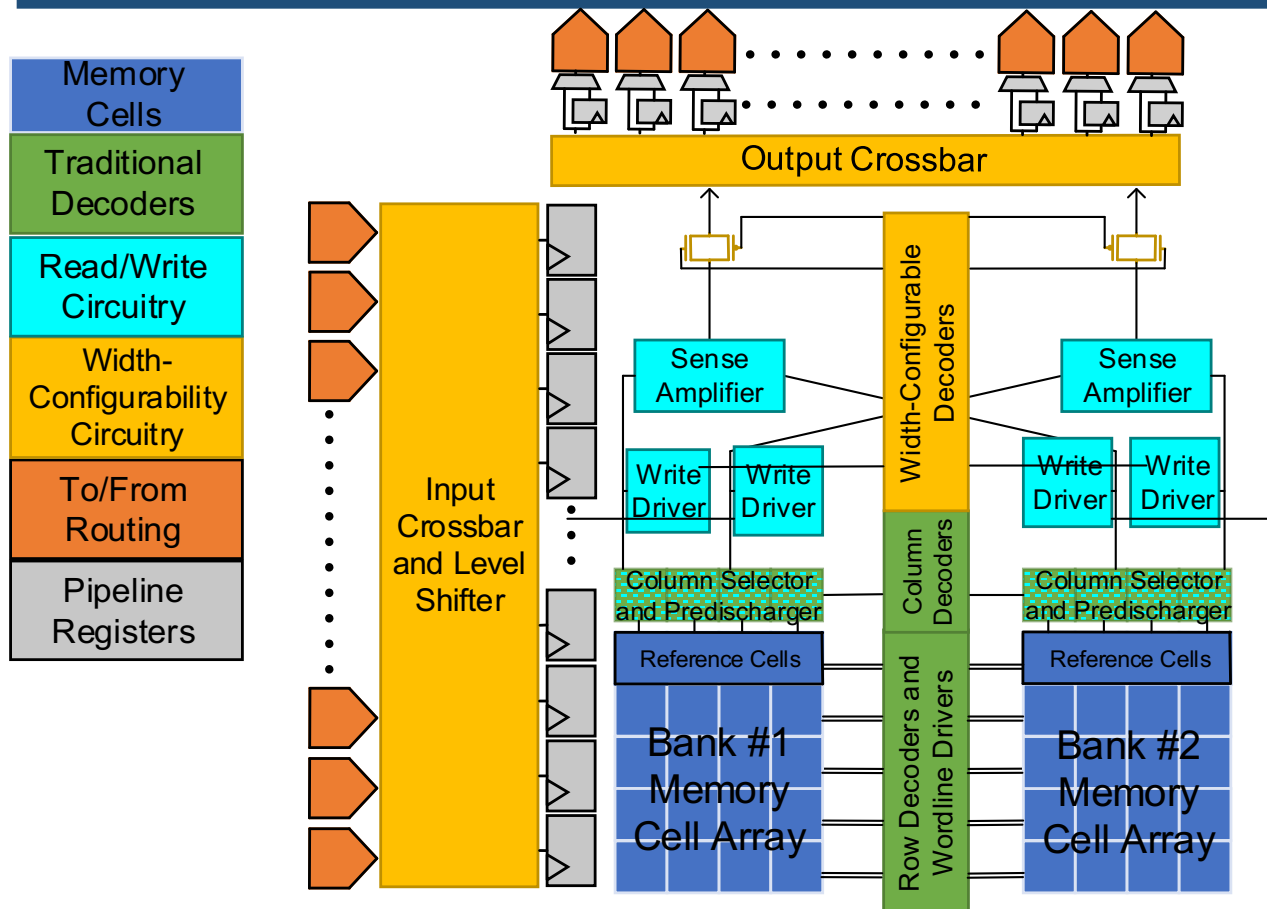 Memory
Cells
Traditional
Decoders
Read/Write
Circuitry
Width-
Configurability
Circuitry
To/From
Routing
Pipeline
Registers
Output Crossbar
Input
Crossbar
and Level
Shifter
Width-Configurable
Decoders
Sense
Amplifier
Sense
Amplifier
Write
Driver
Write
Driver
Write
Driver
Write
Driver
Column
Decoders
Column Selector
and Predischarger
Column Selector
and Predischarger
Reference Cells
Reference Cells
Row Decoders and
Wordline Drivers
Bank #1
Memory
Cell Array
Bank #2
Memory
Cell Array